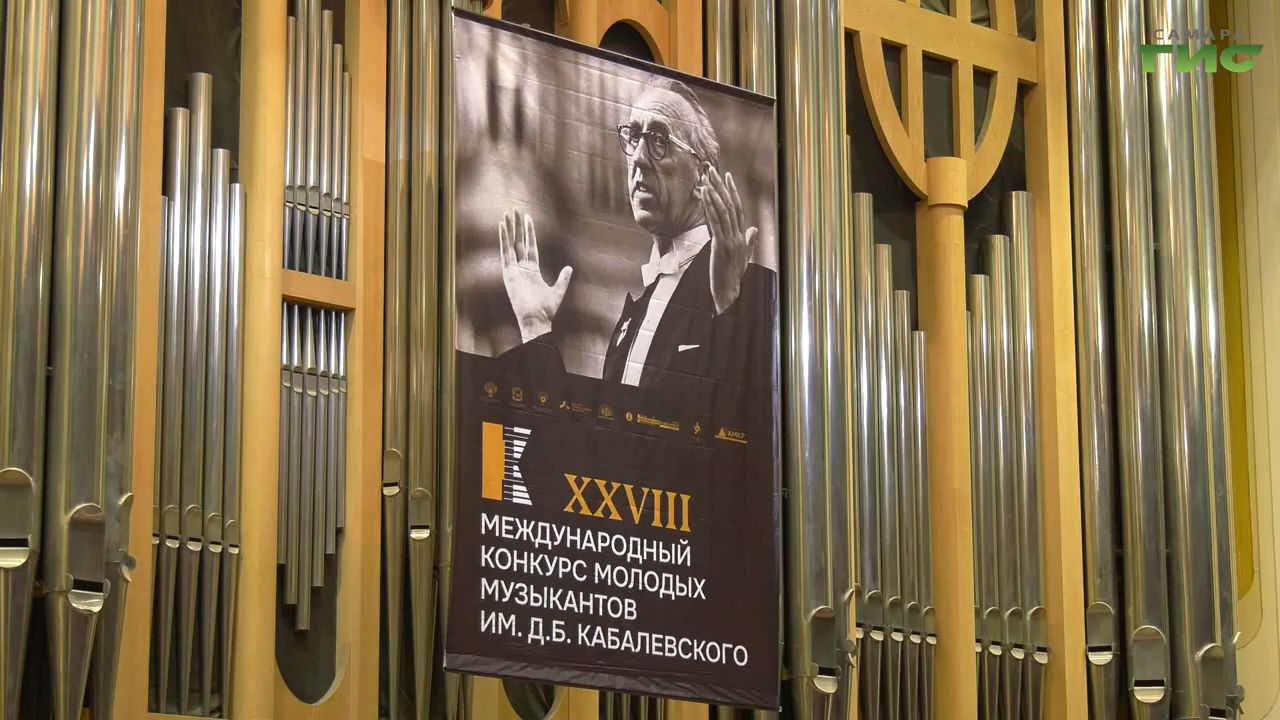 САМАРА
ГИС
АМКР
XXVIII
МЕЖДУНАРОДНЫЙ
КОНКУРС МОЛОДЫХ
МУЗЫКАНТОВ
ИМ. Д.Б. КАБАЛЕВСКОГО